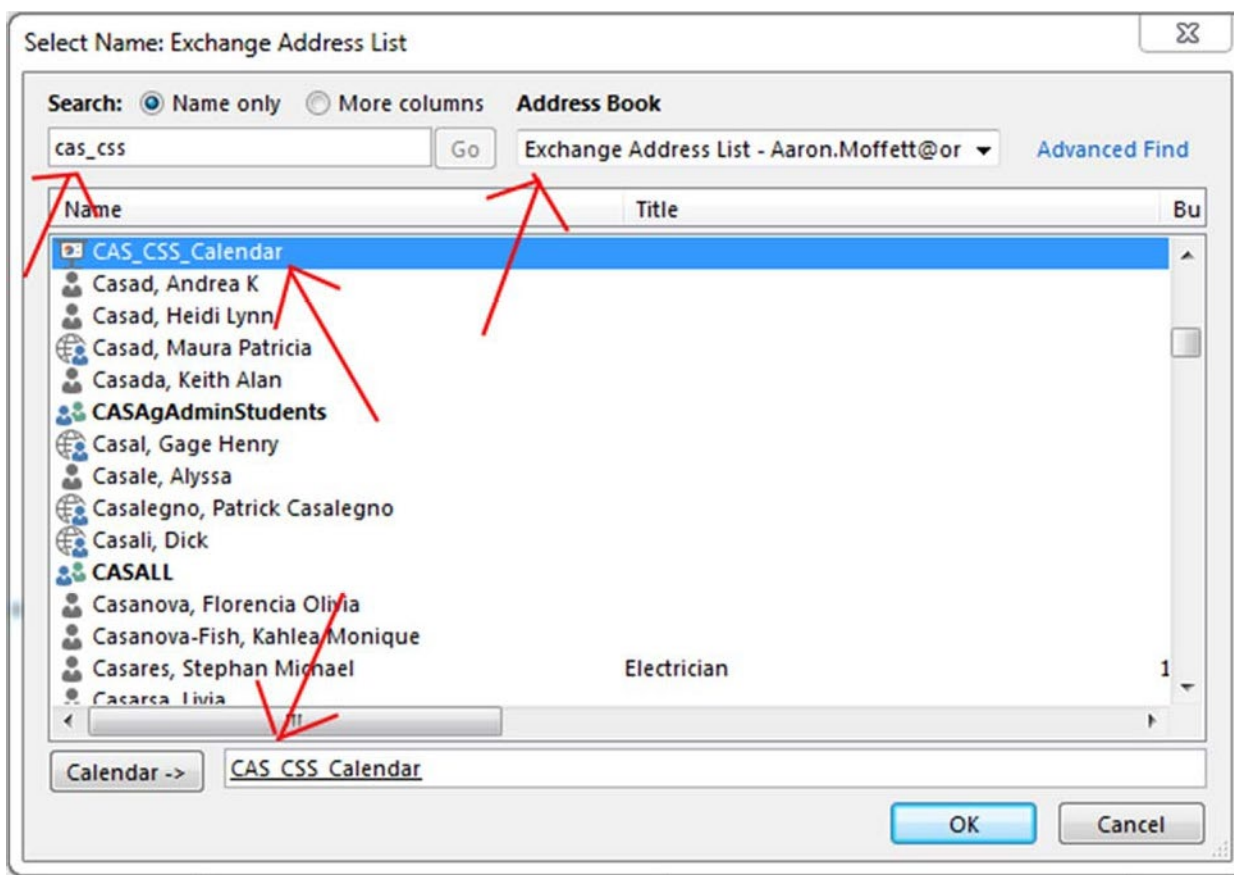 Select Name: Exchange Address List
Search: Name only More columns Address Book
cas_css Go Exchange Address List - Aaron.Moffett@or Advanced Find
Name Title Bu
CAS_CSS_Calendar
Casad, Andrea K
Casad, Heidi Lynn
Casad, Maura Patricia
Casada, Keith Alan
CASAgAdminStudents
Casal, Gage Henry
Casale, Alyssa
Casalegno, Patrick Casalegno
Casali, Dick
CASALL
Casanova, Florencia Olivia
Casanova-Fish, Kahlea Monique
Casares, Stephan Michael Electrician 1
Casarsa, Livia
Calendar -> CAS_CSS_Calendar
OK Cancel